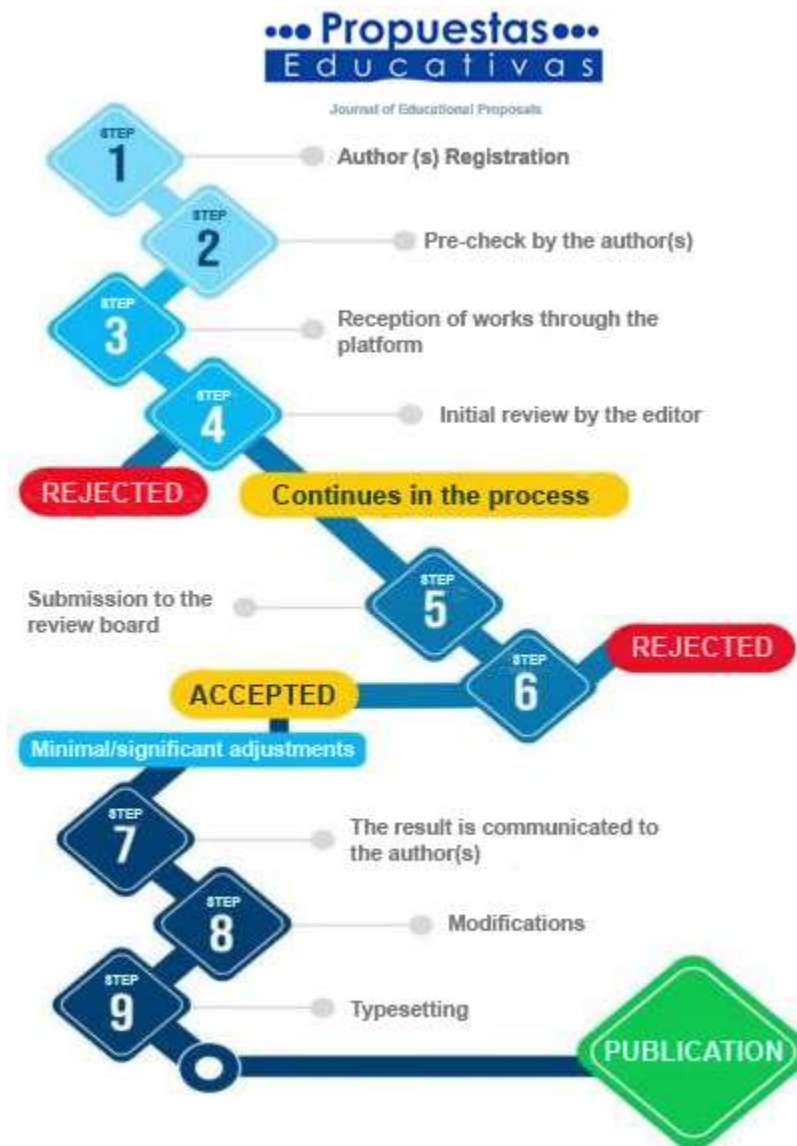 Propuestas
Educativas
Journal of Educational Proposals
STEP
1
Author (s) Registration
STEP
2
Pre-check by the author(s)
STEP
3
Reception of works through the
platform
STEP
4
Initial review by the editor
REJECTED
Continues in the process
STEP
5
Submission to the
review board
STEP
6
REJECTED
ACCEPTED
Minimal/significant adjustments
STEP
7
The result is communicated to
the author(s)
STEP
8
Modifications
STEP
9
Typesetting
PUBLICATION